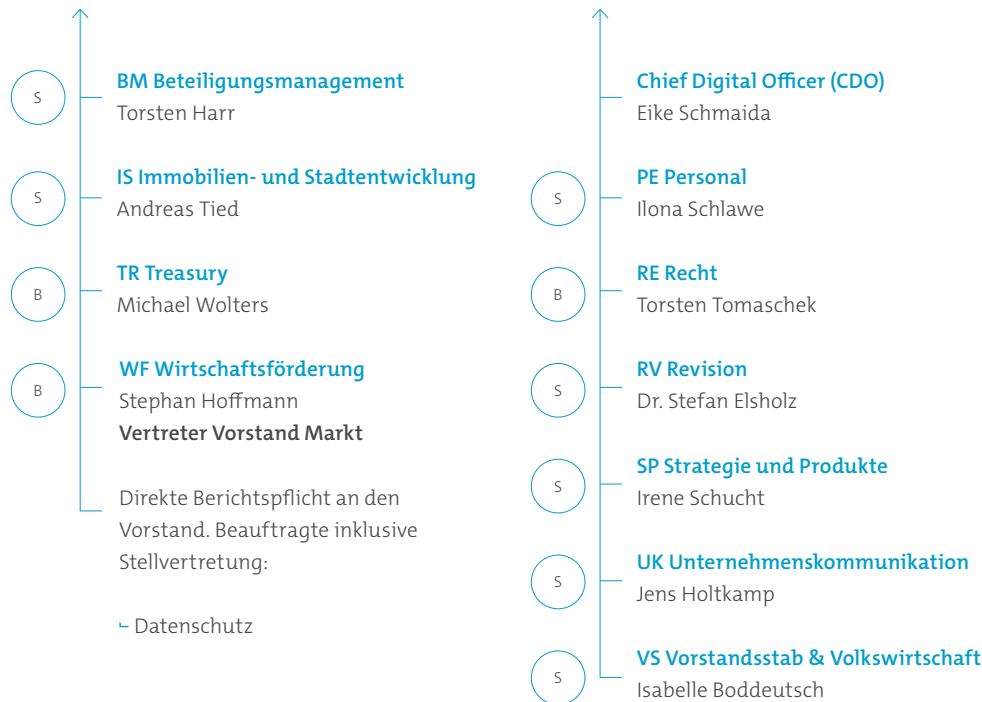 S
BM Beteiligungsmanagement
Torsten Harr
S
IS Immobilien- und Stadtentwicklung
Andreas Tied
B
TR Treasury
Michael Wolters
B
WF Wirtschaftsförderung
Stephan Hoffmann
Vertreter Vorstand Markt
Direkte Berichtspflicht an den
Vorstand. Beauftragte inklusive
Stellvertretung:
Datenschutz
Chief Digital Officer (CDO)
Eike Schmaida
S
PE Personal
Ilona Schlawe
B
RE Recht
Torsten Tomaschek
S
RV Revision
Dr. Stefan Elsholz
S
SP Strategie und Produkte
Irene Schucht
S
UK Unternehmenskommunikation
Jens Holtkamp
S
VS Vorstandsstab & Volkswirtschaft
Isabelle Boddeutsch